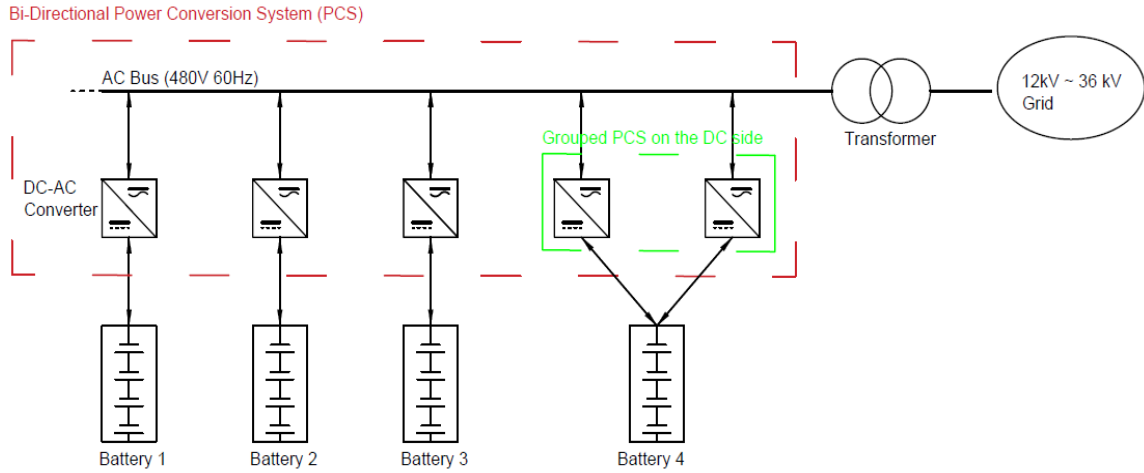 Bi-Directional Power Conversion System (PCS)
AC Bus (480V 60Hz)
12kV ~ 36 kV
Grid
Grouped PCS on the DC side
Transformer
DC-AC
Converter
Battery 1
Battery 2
Battery 3
Battery 4